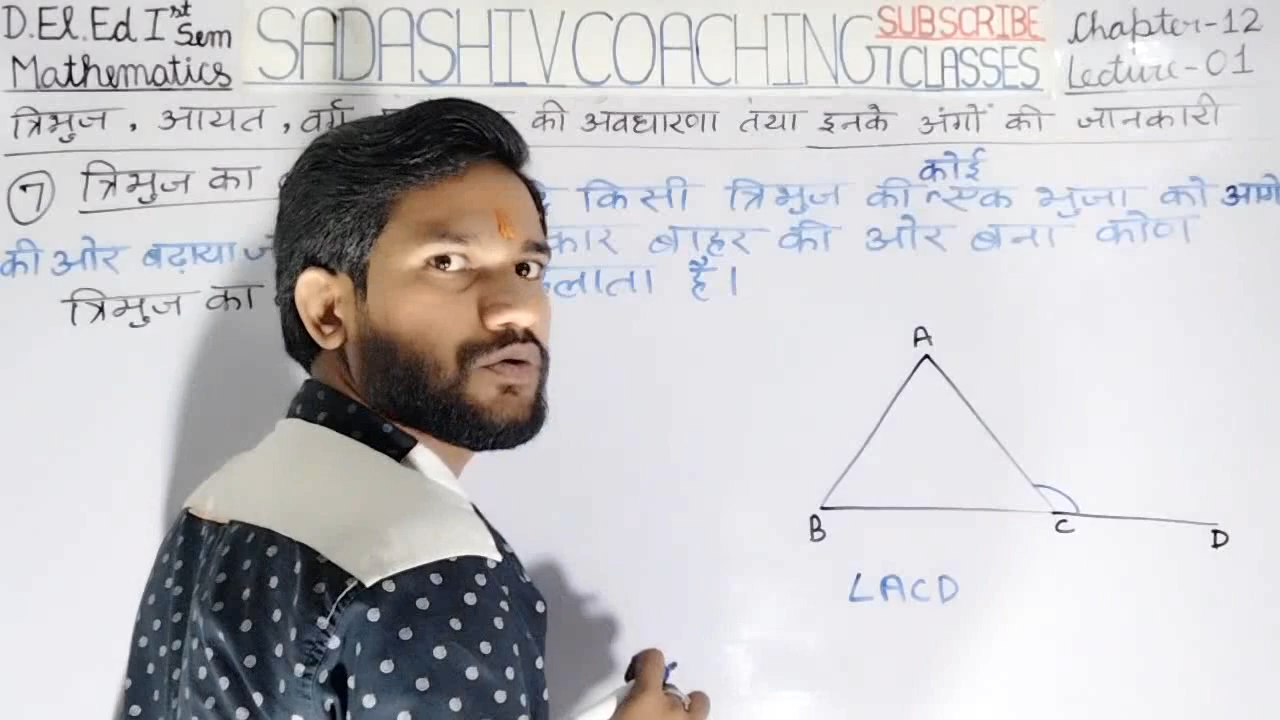 D.El.Ed Ist Sem
Mathematics
SADASHIV COACHING CLASSES
SUBSCRIBE
Chapter-12
Lecture-01
त्रिभुज, आयत, वर्ग की अवधारणा तथा इनके अंगों की जानकारी
⑦ त्रिभुज का किसी त्रिभुज की कोई एक भुजा को आगे
की ओर बढ़ाया बाहर की ओर बना कोण
त्रिभुज का है।
A
B
C
D
∠ACD